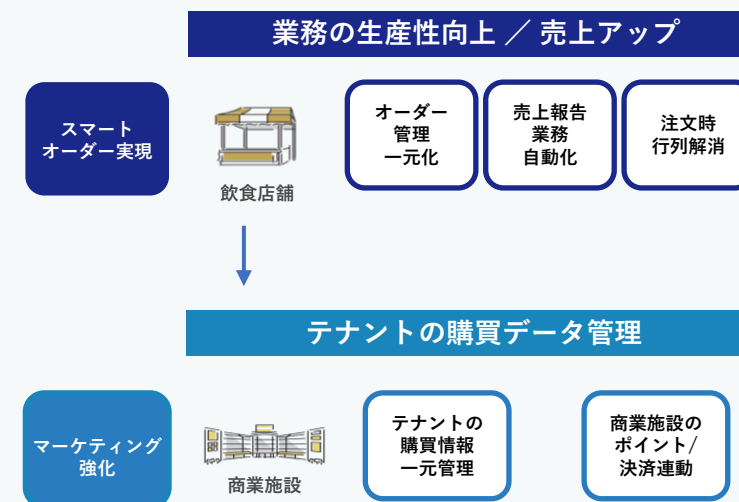 業務の生産性向上 ／ 売上アップ
スマート
オーダー実現
飲食店舗
オーダー
管理
一元化
売上報告
業務
自動化
注文時
行列解消
テナントの購買データ管理
マーケティング
強化
商業施設
テナントの
購買情報
一元管理
商業施設の
ポイント/
決済連動